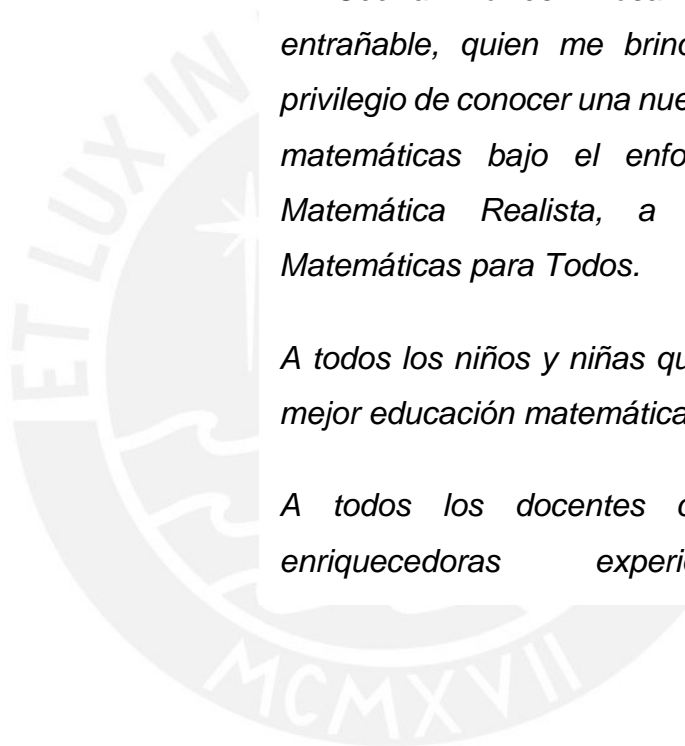 entrañable, quien me
privilegio de conocer una
matemáticas bajo el
Matemática Realista, a
Matemáticas para Todos.
A todos los niños y niñas
mejor educación matemática
A todos los docentes
enriquecedoras
ET LUX IN
MCMXVII